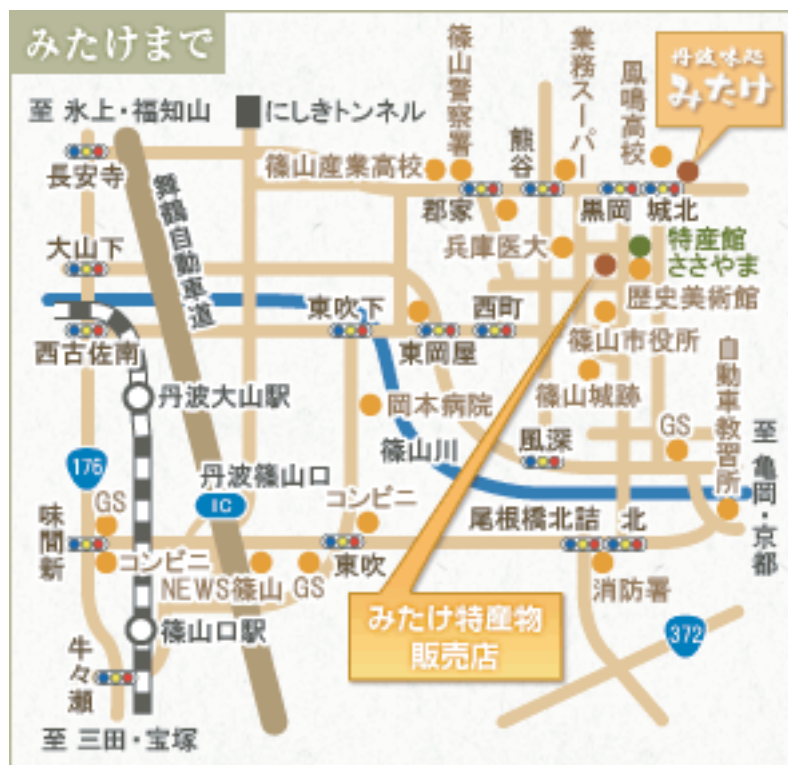 みたけまで
丹波味処
みたけ
至 氷上・福知山
にしきトンネル
篠山警察署
業務スーパー
鳳鳴高校
熊谷
篠山産業高校
長安寺
舞鶴自動車道
郡家
黒岡
城北
兵庫医大
特産館
ささやま
大山下
歴史美術館
東吹下
西町
西古佐南
東岡屋
篠山市役所
自動車教習所
丹波大山駅
岡本病院
篠山城跡
篠山川
風深
GS
至 亀岡・京都
176
丹波篠山口
IC
GS
コンビニ
尾根橋北詰
北
味間新
コンビニ
NEWS篠山
GS
東吹
消防署
みたけ特産物
販売店
372
篠山口駅
牛々瀬
至 三田・宝塚